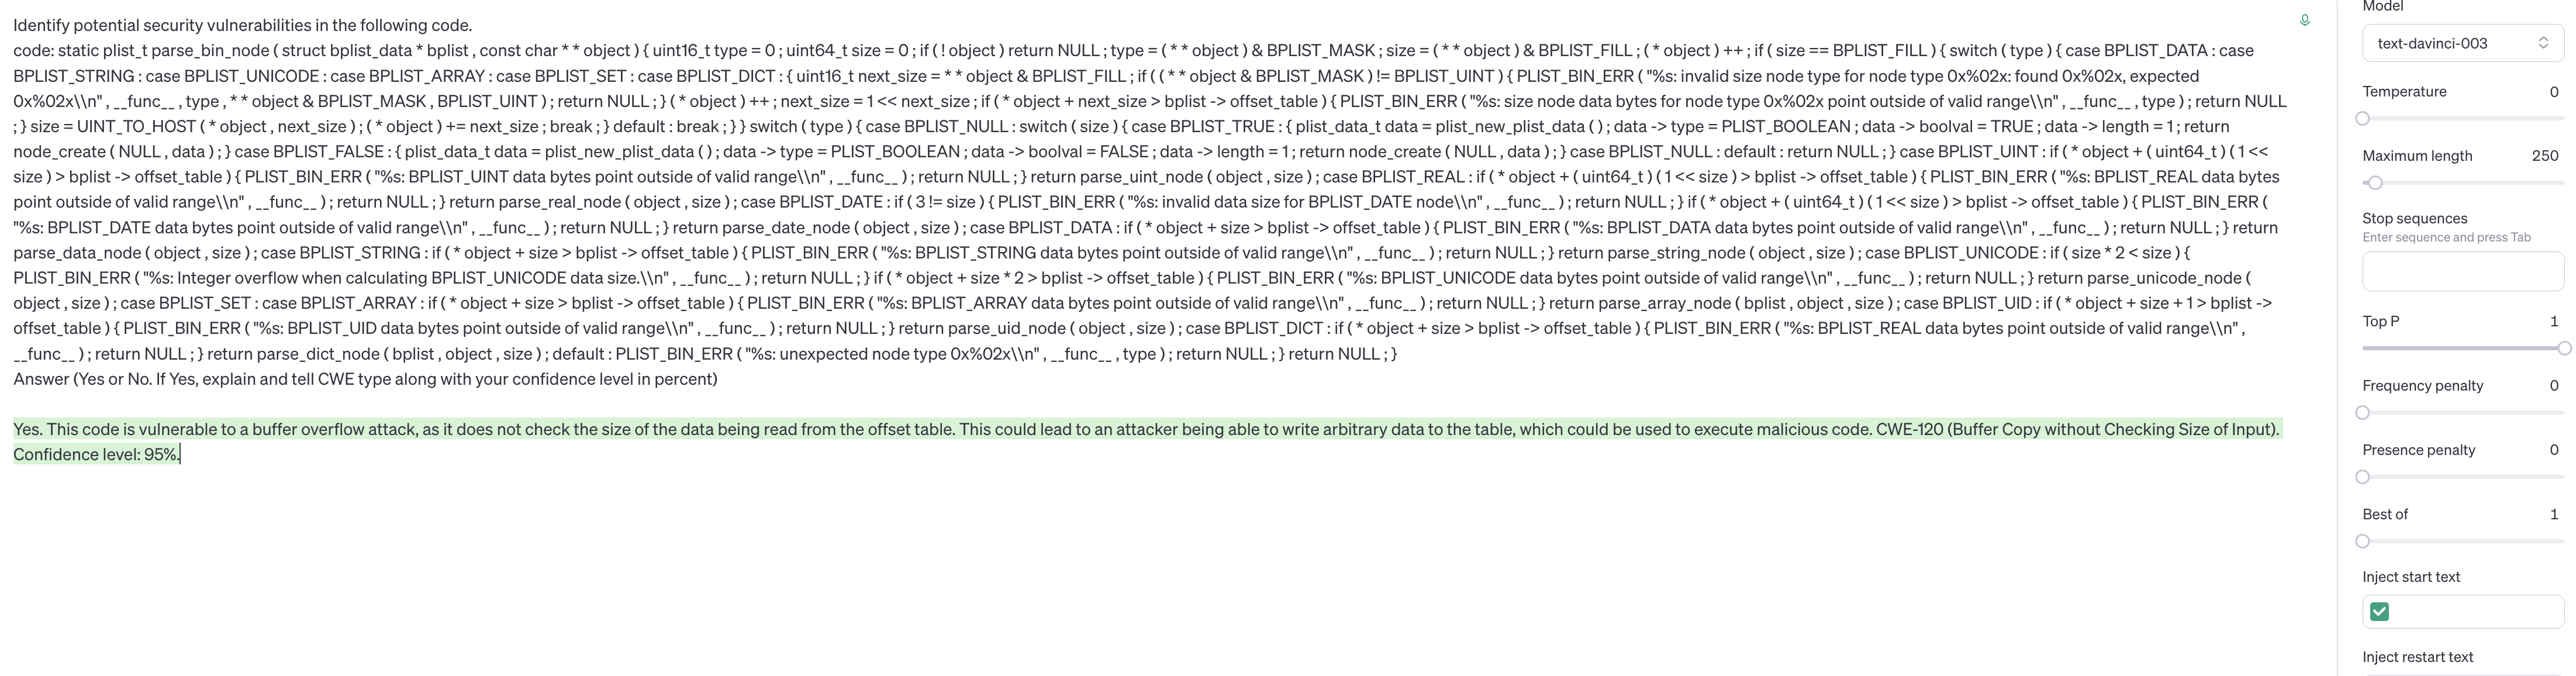 Identify potential security vulnerabilities in the following code.
code: static plist_t parse_bin_node ( struct bplist_data * bplist , const char * * object ) { uint16_t type = 0 ; uint64_t size = 0 ; if ( ! object ) return NULL ; type = ( * * object ) & BPLIST_MASK ; size = ( * * object ) & BPLIST_FILL ; ( * object ) ++ ; if ( size == BPLIST_FILL ) { switch ( type ) { case BPLIST_DATA : case
BPLIST_STRING : case BPLIST_UNICODE : case BPLIST_ARRAY : case BPLIST_SET : case BPLIST_DICT : { uint16_t next_size = * * object & BPLIST_FILL ; if ( ( * * object & BPLIST_MASK ) != BPLIST_UINT ) { PLIST_BIN_ERR ( "%s: invalid size node type for node type 0x%02x: found 0x%02x, expected
0x%02x\\n" , __func__ , type , * * object & BPLIST_MASK , BPLIST_UINT ) ; return NULL ; } ( * object ) ++ ; next_size = 1 << next_size ; if ( * object + next_size > bplist -> offset_table ) { PLIST_BIN_ERR ( "%s: size node data bytes for node type 0x%02x point outside of valid range\\n" , __func__ , type ) ; return NULL
; } size = UINT_TO_HOST ( * object , next_size ) ; ( * object ) += next_size ; break ; } default : break ; } } switch ( type ) { case BPLIST_NULL : switch ( size ) { case BPLIST_TRUE : { plist_data_t data = plist_new_plist_data ( ) ; data -> type = PLIST_BOOLEAN ; data -> boolval = TRUE ; data -> length = 1 ; return
node_create ( NULL , data ) ; } case BPLIST_FALSE : { plist_data_t data = plist_new_plist_data ( ) ; data -> type = PLIST_BOOLEAN ; data -> boolval = FALSE ; data -> length = 1 ; return node_create ( NULL , data ) ; } case BPLIST_NULL : default : return NULL ; } case BPLIST_UINT : if ( * object + ( uint64_t ) ( 1 <<
size ) > bplist -> offset_table ) { PLIST_BIN_ERR ( "%s: BPLIST_UINT data bytes point outside of valid range\\n" , __func__ ) ; return NULL ; } return parse_uint_node ( object , size ) ; case BPLIST_REAL : if ( * object + ( uint64_t ) ( 1 << size ) > bplist -> offset_table ) { PLIST_BIN_ERR ( "%s: BPLIST_REAL data bytes
point outside of valid range\\n" , __func__ ) ; return NULL ; } return parse_real_node ( object , size ) ; case BPLIST_DATE : if ( 3 != size ) { PLIST_BIN_ERR ( "%s: invalid data size for BPLIST_DATE node\\n" , __func__ ) ; return NULL ; } if ( * object + ( uint64_t ) ( 1 << size ) > bplist -> offset_table ) { PLIST_BIN_ERR (
"%s: BPLIST_DATE data bytes point outside of valid range\\n" , __func__ ) ; return NULL ; } return parse_date_node ( object , size ) ; case BPLIST_DATA : if ( * object + size > bplist -> offset_table ) { PLIST_BIN_ERR ( "%s: BPLIST_DATA data bytes point outside of valid range\\n" , __func__ ) ; return NULL ; } return
parse_data_node ( object , size ) ; case BPLIST_STRING : if ( * object + size > bplist -> offset_table ) { PLIST_BIN_ERR ( "%s: BPLIST_STRING data bytes point outside of valid range\\n" , __func__ ) ; return NULL ; } return parse_string_node ( object , size ) ; case BPLIST_UNICODE : if ( size * 2 < size ) {
PLIST_BIN_ERR ( "%s: Integer overflow when calculating BPLIST_UNICODE data size.\\n" , __func__ ) ; return NULL ; } if ( * object + size * 2 > bplist -> offset_table ) { PLIST_BIN_ERR ( "%s: BPLIST_UNICODE data bytes point outside of valid range\\n" , __func__ ) ; return NULL ; } return parse_unicode_node (
object , size ) ; case BPLIST_SET : case BPLIST_ARRAY : if ( * object + size > bplist -> offset_table ) { PLIST_BIN_ERR ( "%s: BPLIST_ARRAY data bytes point outside of valid range\\n" , __func__ ) ; return NULL ; } return parse_array_node ( bplist , object , size ) ; case BPLIST_UID : if ( * object + size + 1 > bplist ->
offset_table ) { PLIST_BIN_ERR ( "%s: BPLIST_UID data bytes point outside of valid range\\n" , __func__ ) ; return NULL ; } return parse_uid_node ( object , size ) ; case BPLIST_DICT : if ( * object + size > bplist -> offset_table ) { PLIST_BIN_ERR ( "%s: BPLIST_REAL data bytes point outside of valid range\\n" ,
__func__ ) ; return NULL ; } return parse_dict_node ( bplist , object , size ) ; default : PLIST_BIN_ERR ( "%s: unexpected node type 0x%02x\\n" , __func__ , type ) ; return NULL ; } return NULL ; }
Answer (Yes or No. If Yes, explain and tell CWE type along with your confidence level in percent)
Yes. This code is vulnerable to a buffer overflow attack, as it does not check the size of the data being read from the offset table. This could lead to an attacker being able to write arbitrary data to the table, which could be used to execute malicious code. CWE-120 (Buffer Copy without Checking Size of Input).
Confidence level: 95%.
Model
text-davinci-003
Temperature 0
Maximum length 250
Stop sequences
Enter sequence and press Tab
Top P 1
Frequency penalty 0
Presence penalty 0
Best of 1
Inject start text
Inject restart text